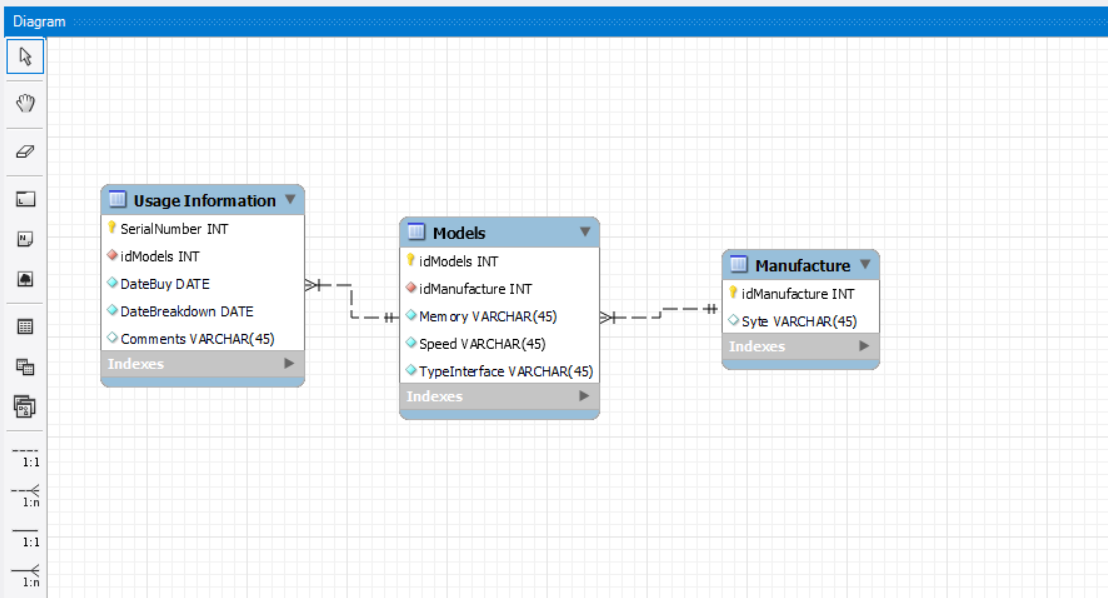 Diagram
Usage Information
SerialNumber INT
idModels INT
DateBuy DATE
DateBreakdown DATE
Comments VARCHAR(45)
Indexes
Models
idModels INT
idManufacture INT
Memory VARCHAR(45)
Speed VARCHAR(45)
TypeInterface VARCHAR(45)
Indexes
Manufacture
idManufacture INT
Syte VARCHAR(45)
Indexes
1:1
1:n
1:1
1:n